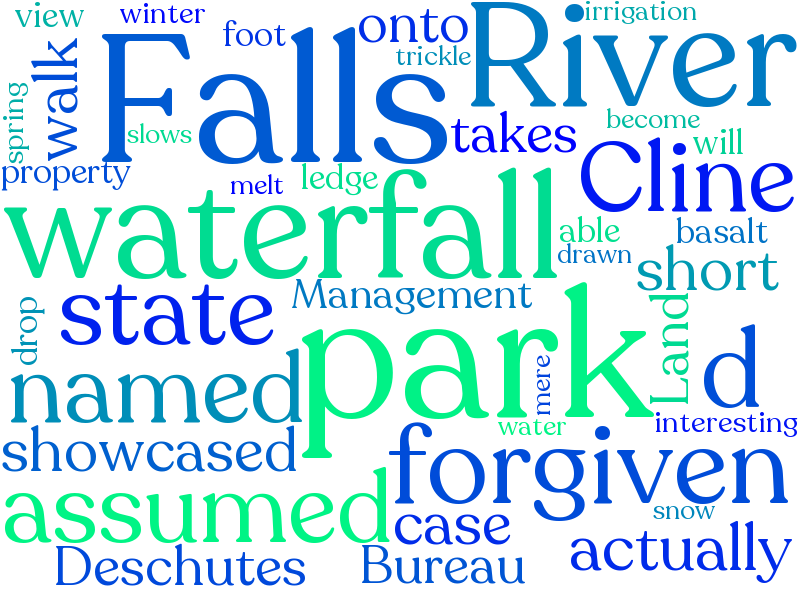 view winter foot onto irrigation
trickle
Falls River
spring walk slows takes become will
property melt ledge Cline
waterfall able basalt
drawn
state Management short
drop named park mere Land d
showcased water interesting
forgiven
assumed case snow
Deschutes Bureau actually